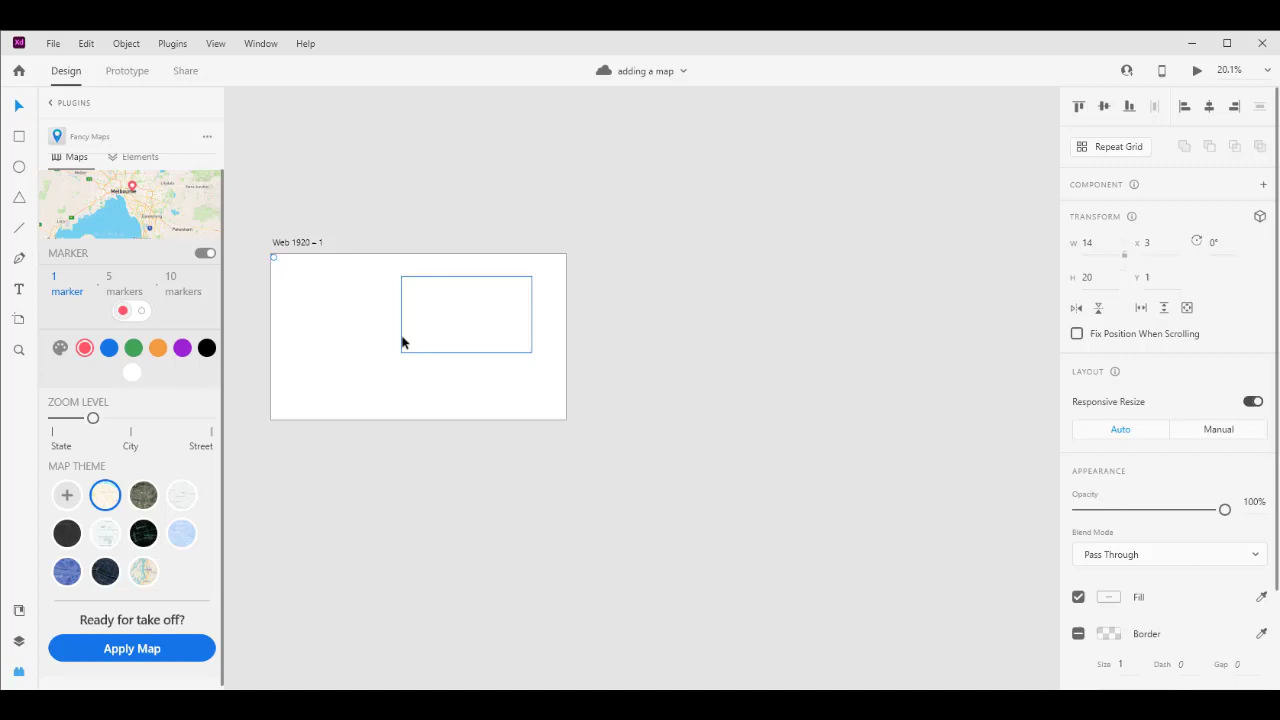 Xd File Edit Object Plugins View Window Help
Design Prototype Share adding a map 20.1%
PLUGINS
Fancy Maps
Maps Elements
Melbourne
MARKER
1 marker 5 markers 10 markers
ZOOM LEVEL
State City Street
MAP THEME
Ready for take off?
Apply Map
Web 1920 – 1
Repeat Grid
COMPONENT
TRANSFORM
W 14 X 3 0°
H 20 Y 1
Fix Position When Scrolling
LAYOUT
Responsive Resize
Auto Manual
APPEARANCE
Opacity
100%
Blend Mode
Pass Through
Fill
Border
Size 1 Dash 0 Gap 0